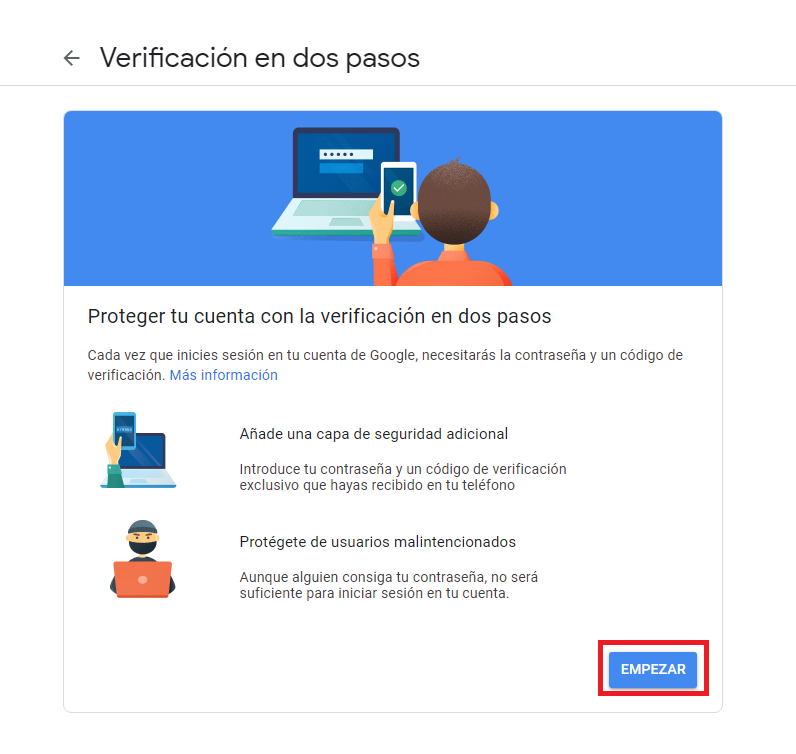 Verificación en dos pasos
Proteger tu cuenta con la verificación en dos pasos
Cada vez que inicies sesión en tu cuenta de Google, necesitarás la contraseña y un código de
verificación. Más información
Añade una capa de seguridad adicional
Introduce tu contraseña y un código de verificación
exclusivo que hayas recibido en tu teléfono
Protégete de usuarios malintencionados
Aunque alguien consiga tu contraseña, no será
suficiente para iniciar sesión en tu cuenta.
EMPEZAR